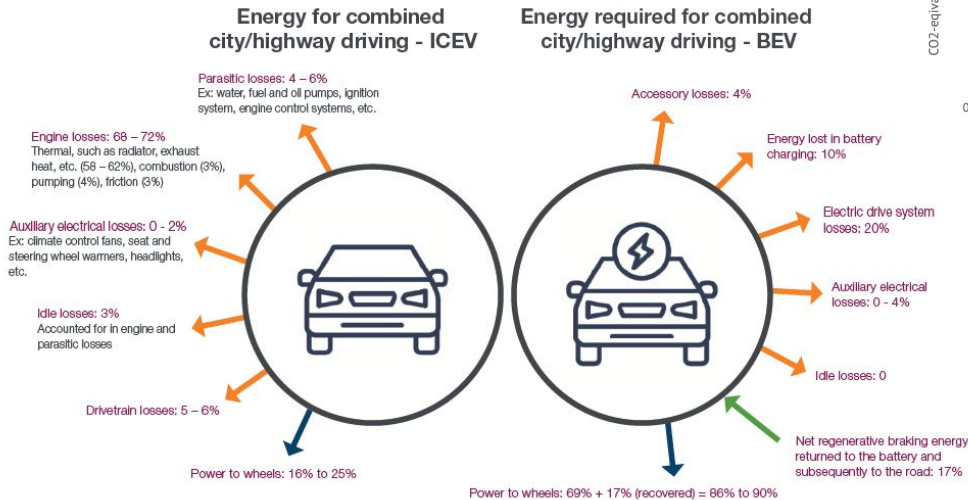 Energy for combined
city/highway driving - ICEV
Parasitic losses: 4 – 6%
Ex: water, fuel and oil pumps, ignition
system, engine control systems, etc.
Engine losses: 68 – 72%
Thermal, such as radiator, exhaust
heat, etc. (58 – 62%), combustion (3%),
pumping (4%), friction (3%)
Auxiliary electrical losses: 0 - 2%
Ex: climate control fans, seat and
steering wheel warmers, headlights,
etc.
Idle losses: 3%
Accounted for in engine and
parasitic losses
Drivetrain losses: 5 – 6%
Power to wheels: 16% to 25%
Energy required for combined
city/highway driving - BEV
Accessory losses: 4%
Energy lost in battery
charging: 10%
Electric drive system
losses: 20%
Auxiliary electrical
losses: 0 - 4%
Idle losses: 0
Net regenerative braking energy
returned to the battery and
subsequently to the road: 17%
Power to wheels: 69% + 17% (recovered) = 86% to 90%
0